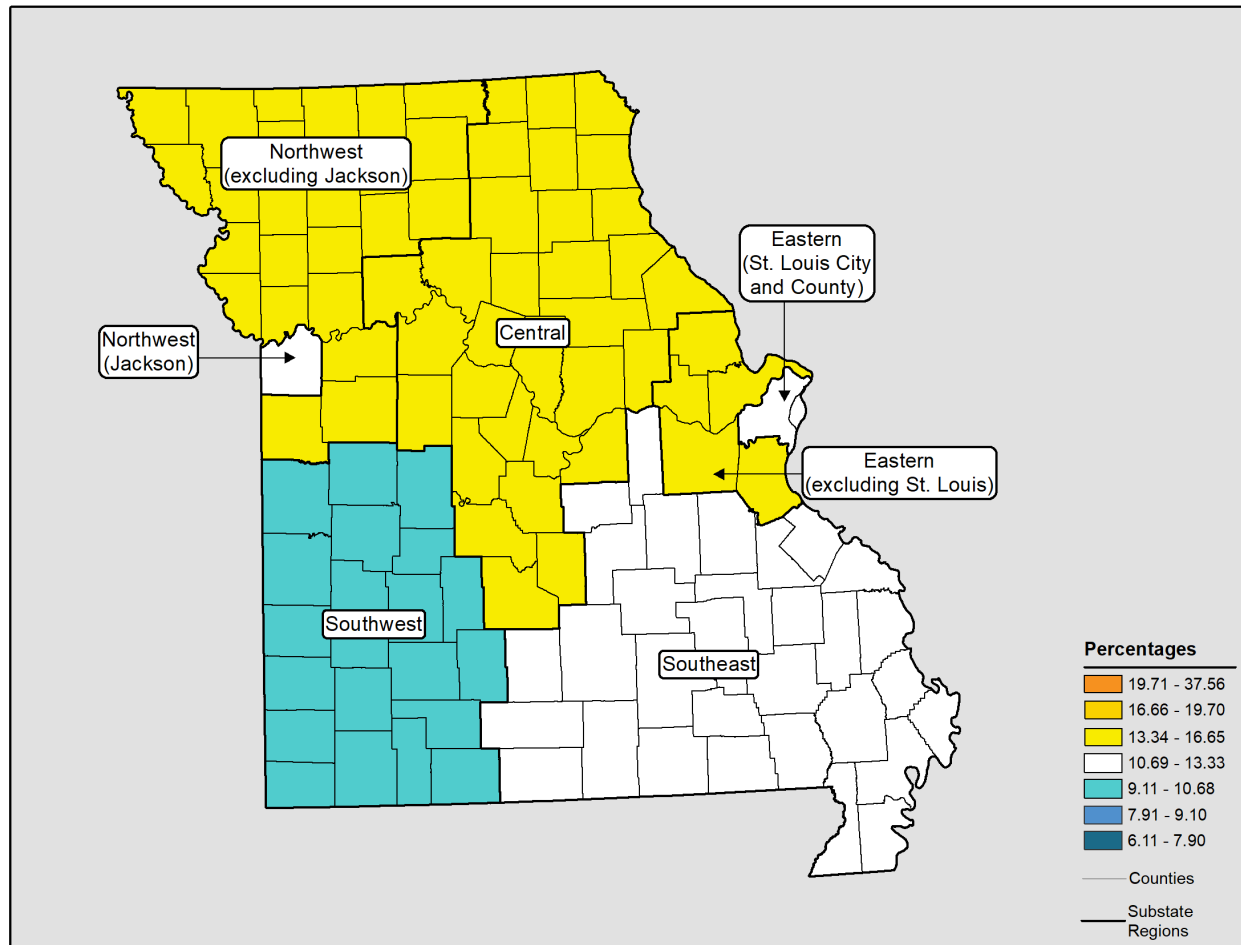 Northwest
(excluding Jackson)
Eastern
(St. Louis City
and County)
Central
Northwest
(Jackson)
Eastern
(excluding St. Louis)
Southwest
Southeast
Percentages
19.71 - 37.56
16.66 - 19.70
13.34 - 16.65
10.69 - 13.33
9.11 - 10.68
7.91 - 9.10
6.11 - 7.90
Counties
Substate
Regions